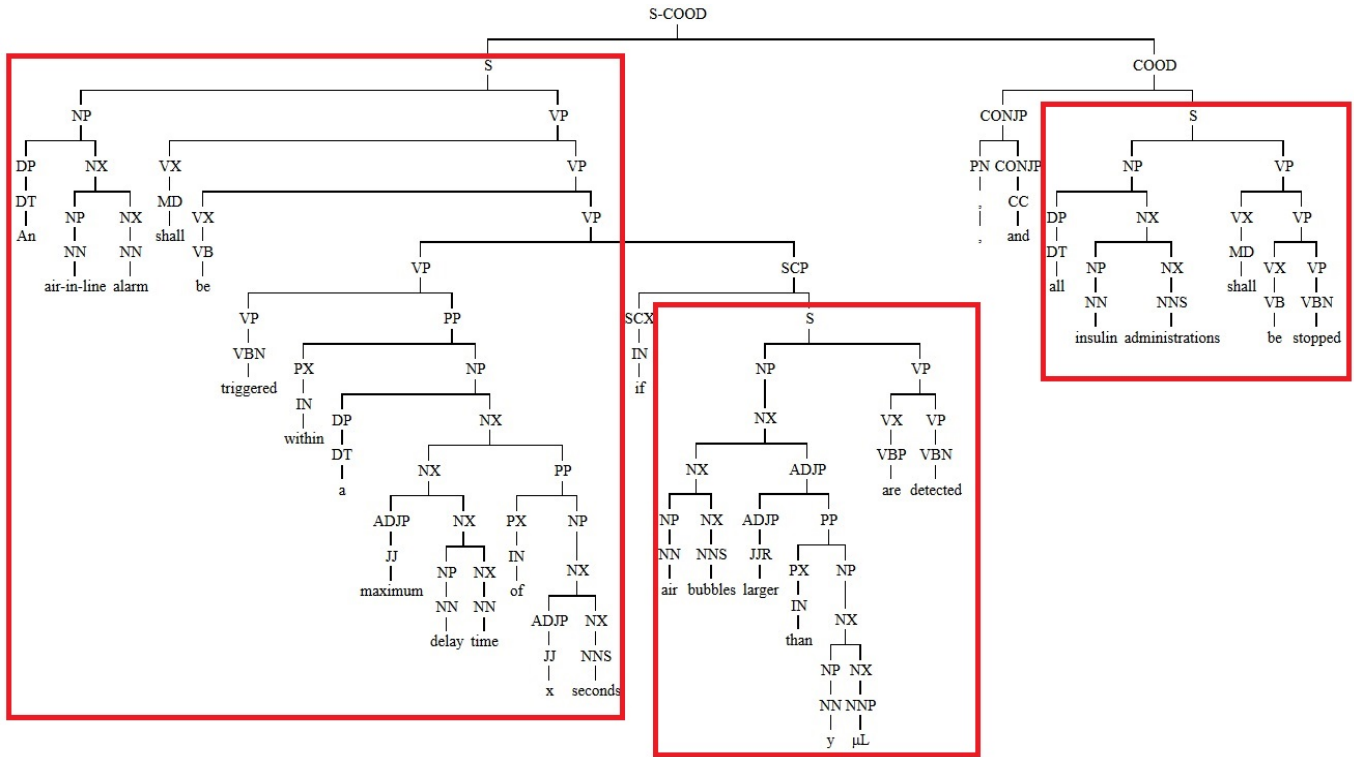 S-COOD
S COOD
NP VP CONJP S
DP NX VX VP PN CONJP NP VP
DT NP NX MD VX VP , CC DP NX VX VP
An NN NN shall VB , and DT NP NX MD VX VP
air-in-line alarm be VP SCP all NN NNS shall VB VBN
VP PP SCX S insulin administrations be stopped
VBN PX NP IN NP VP
triggered IN DP NX if NX VX VP
within DT NX PP NX ADJP VBP VBN
a ADJP NX PX NP NP NX ADJP PP are detected
JJ NP NX IN NX NN NNS JJR PX NP
maximum NN NN of ADJP NX air bubbles larger IN NX
delay time JJ NNS than NP NX
x seconds NN NNP
y µL